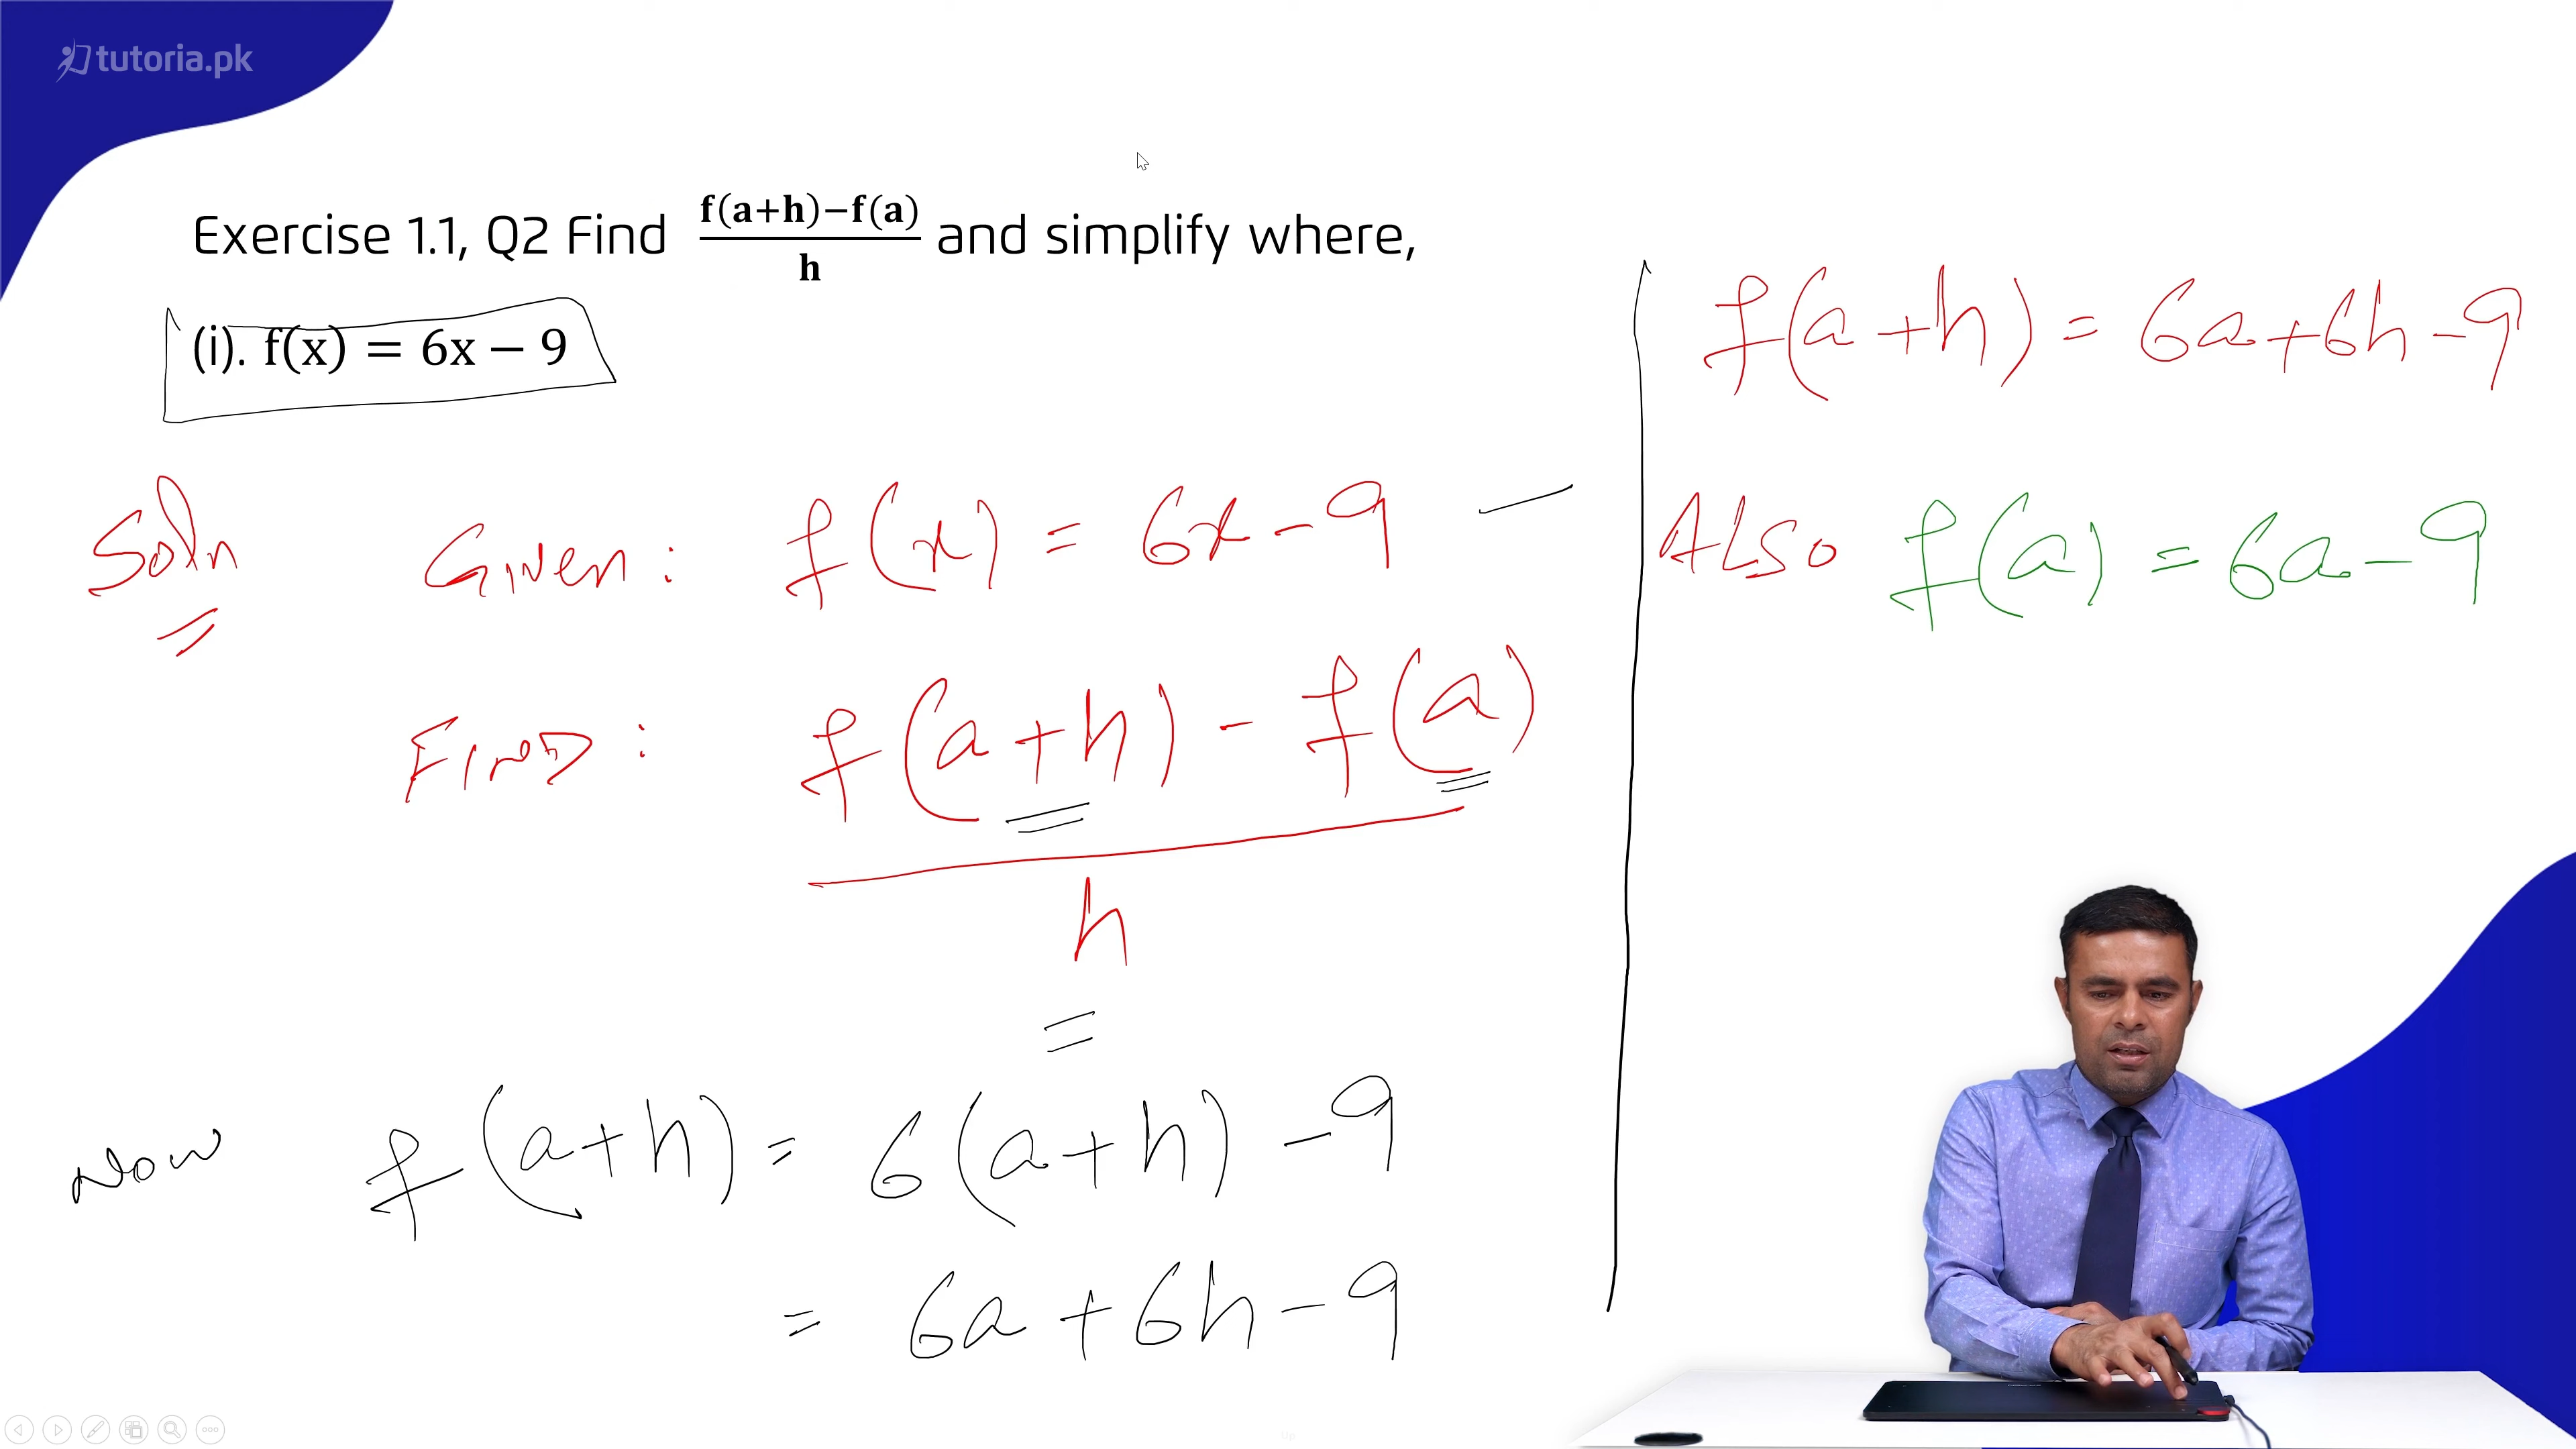 tutoria.pk
Exercise 1.1, Q2 Find f(a+h)−f(a)/h and simplify where,
(i). f(x) = 6x − 9
Soln Given: f(x) = 6x - 9
FIND: f(a+h) - f(a)
h
=
Now f(a+h) = 6(a+h) - 9
= 6a + 6h - 9
f(a+h) = 6a+6h-9
ALSO f(a) = 6a-9